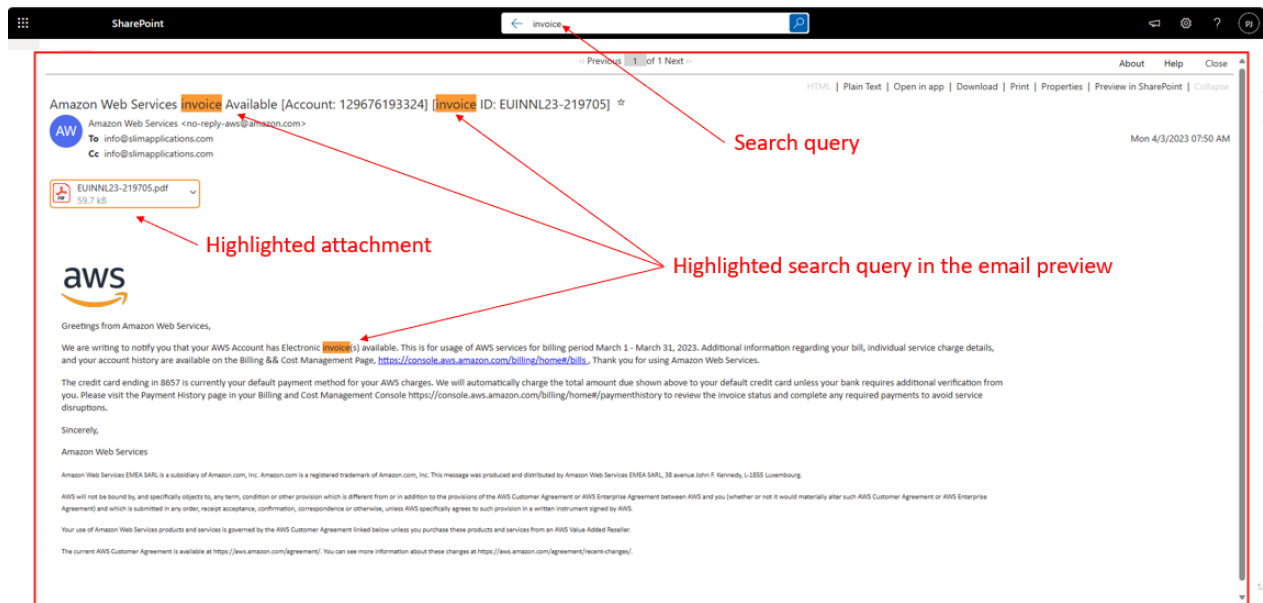 SharePoint
invoice
?
PJ
Previous 1 of 1 Next
About Help Close
HTML | Plain Text | Open in app | Download | Print | Properties | Preview in SharePoint | Collapse
Amazon Web Services invoice Available [Account: 129676193324] [invoice ID: EUINNL23-219705] ☆
AW
Amazon Web Services <no-reply-aws@amazon.com>
To info@slimapplications.com
Cc info@slimapplications.com
Mon 4/3/2023 07:50 AM
Search query
EUINNL23-219705.pdf
59.7 kB
PDF
Highlighted attachment
Highlighted search query in the email preview
aws
Greetings from Amazon Web Services,
We are writing to notify you that your AWS Account has Electronic invoice(s) available. This is for usage of AWS services for billing period March 1 - March 31, 2023. Additional information regarding your bill, individual service charge details,
and your account history are available on the Billing && Cost Management Page, https://console.aws.amazon.com/billing/home#/bills , Thank you for using Amazon Web Services.
The credit card ending in 8657 is currently your default payment method for your AWS charges. We will automatically charge the total amount due shown above to your default credit card unless your bank requires additional verification from
you. Please visit the Payment History page in your Billing and Cost Management Console https://console.aws.amazon.com/billing/home#/paymenthistory to review the invoice status and complete any required payments to avoid service
disruptions.
Sincerely,
Amazon Web Services
Amazon Web Services EMEA SARL is a subsidiary of Amazon.com, Inc. Amazon.com is a registered trademark of Amazon.com, Inc. This message was produced and distributed by Amazon Web Services EMEA SARL, 38 avenue John F. Kennedy, L-1855 Luxembourg.
AWS will not be bound by, and specifically objects to, any term, condition or other provision which is different from or in addition to the provisions of the AWS Customer Agreement or AWS Enterprise Agreement between AWS and you (whether or not it would materially alter such AWS Customer Agreement or AWS Enterprise
Agreement) and which is submitted in any order, receipt acceptance, confirmation, correspondence or otherwise, unless AWS specifically agrees to such provision in a written instrument signed by AWS.
Your use of Amazon Web Services products and services is governed by the AWS Customer Agreement linked below unless you purchase these products and services from an AWS Value Added Reseller.
The current AWS Customer Agreement is available at https://aws.amazon.com/agreement/. You can see more information about these changes at https://aws.amazon.com/agreement/recent-changes/.